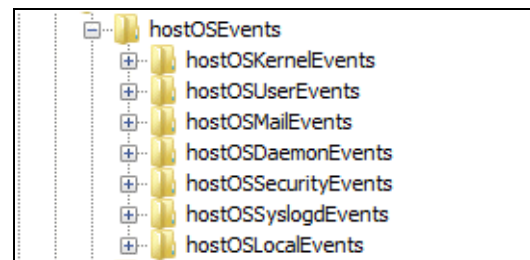 hostOSEvents
hostOSKernelEvents
hostOSUserEvents
hostOSMailEvents
hostOSDaemonEvents
hostOSSecurityEvents
hostOSSyslogdEvents
hostOSLocalEvents